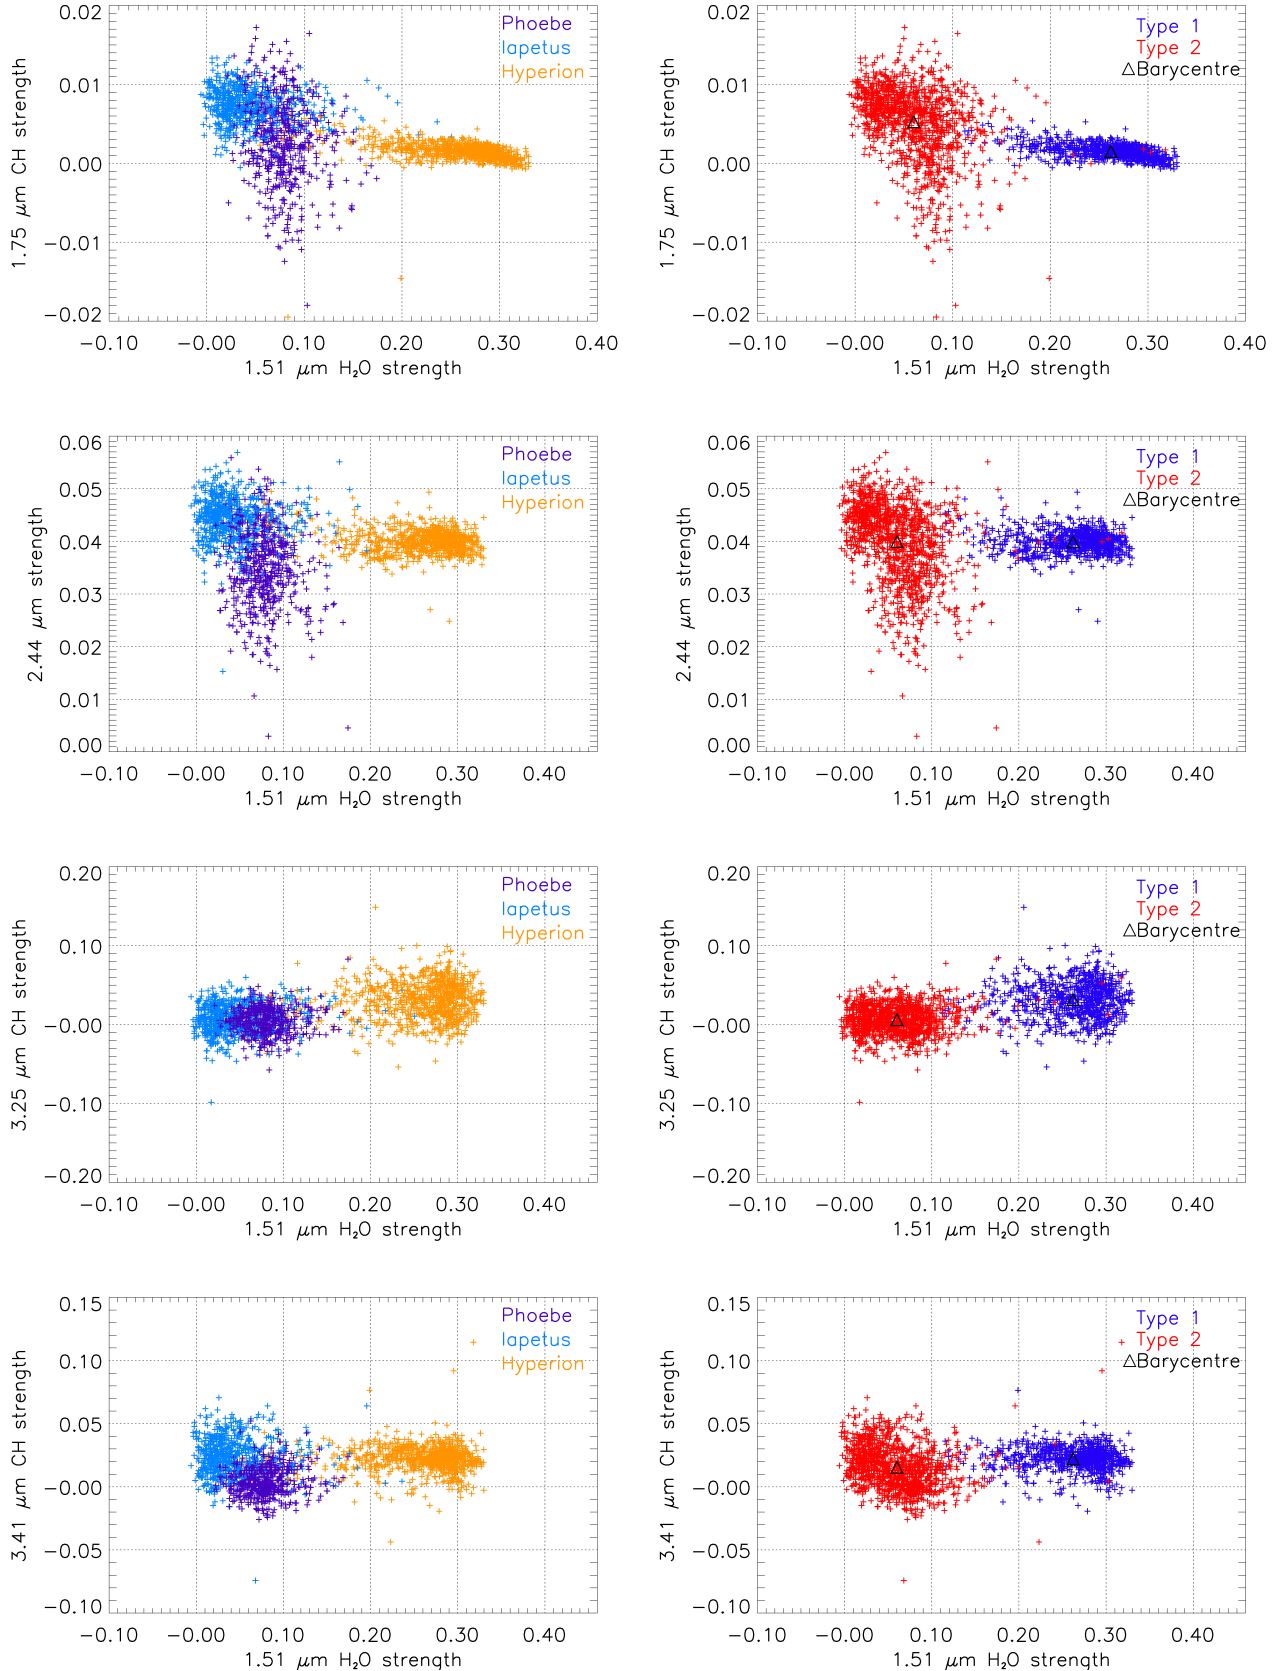 0.02
0.01
0.00
−0.01
−0.02
1.75 μm CH strength
Phoebe
Iapetus
Hyperion
−0.10 −0.00 0.10 0.20 0.30 0.40
1.51 μm H₂O strength
0.02
0.01
0.00
−0.01
−0.02
1.75 μm CH strength
Type 1
Type 2
△Barycentre
−0.10 −0.00 0.10 0.20 0.30 0.40
1.51 μm H₂O strength
0.06
0.05
0.04
0.03
0.02
0.01
0.00
2.44 μm strength
Phoebe
Iapetus
Hyperion
−0.10 −0.00 0.10 0.20 0.30 0.40
1.51 μm H₂O strength
0.06
0.05
0.04
0.03
0.02
0.01
0.00
2.44 μm strength
Type 1
Type 2
△Barycentre
−0.10 −0.00 0.10 0.20 0.30 0.40
1.51 μm H₂O strength
0.20
0.10
−0.00
−0.10
−0.20
3.25 μm CH strength
Phoebe
Iapetus
Hyperion
−0.10 −0.00 0.10 0.20 0.30 0.40
1.51 μm H₂O strength
0.20
0.10
−0.00
−0.10
−0.20
3.25 μm CH strength
Type 1
Type 2
△Barycentre
−0.10 −0.00 0.10 0.20 0.30 0.40
1.51 μm H₂O strength
0.15
0.10
0.05
−0.00
−0.05
−0.10
3.41 μm CH strength
Phoebe
Iapetus
Hyperion
−0.10 −0.00 0.10 0.20 0.30 0.40
1.51 μm H₂O strength
0.15
0.10
0.05
−0.00
−0.05
−0.10
3.41 μm CH strength
Type 1
Type 2
△Barycentre
−0.10 −0.00 0.10 0.20 0.30 0.40
1.51 μm H₂O strength